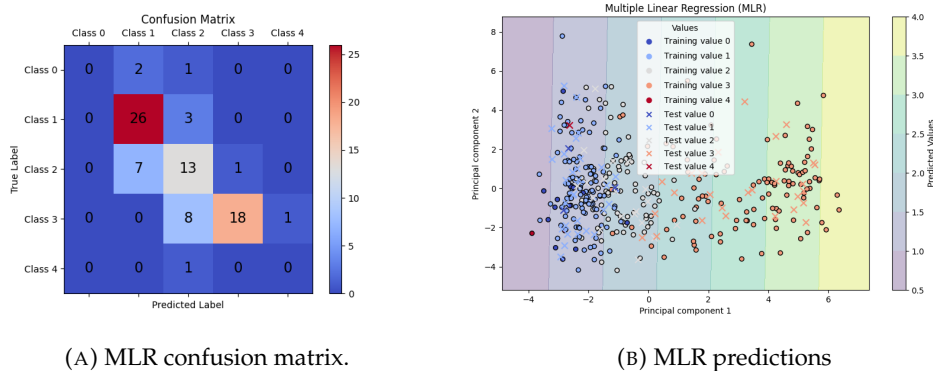 Confusion Matrix
Class 0 Class 1 Class 2 Class 3 Class 4
Class 0 0 2 1 0 0
Class 1 0 26 3 0 0
Class 2 0 7 13 1 0
Class 3 0 0 8 18 1
Class 4 0 0 1 0 0
True Label
Predicted Label
25
20
15
10
5
0
(A) MLR confusion matrix.
Multiple Linear Regression (MLR)
Values
Training value 0
Training value 1
Training value 2
Training value 3
Training value 4
Test value 0
Test value 1
Test value 2
Test value 3
Test value 4
Principal component 2
8
6
4
2
0
−2
−4
−4 −2 0 2 4 6
Principal component 1
4.0
3.5
3.0
2.5
2.0
1.5
1.0
0.5
Predicted Values
(B) MLR predictions